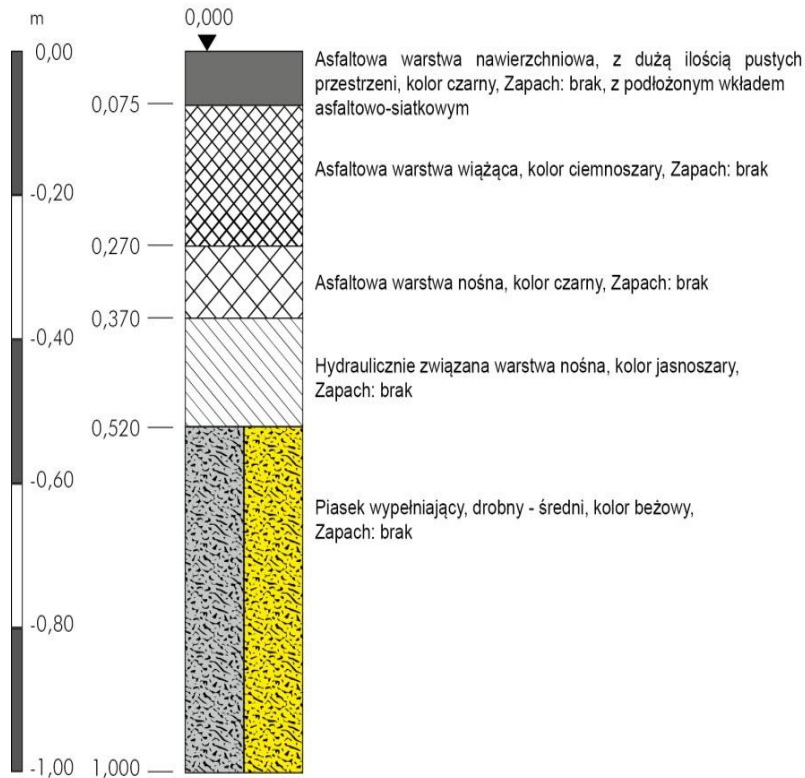 m
0,000
0,00
Asfaltowa warstwa nawierzchniowa, z dużą ilością pustych
przestrzeni, kolor czarny, Zapach: brak, z podłożonym wkładem
asfaltowo-siatkowym
0,075
Asfaltowa warstwa wiążąca, kolor ciemnoszary, Zapach: brak
-0,20
0,270
Asfaltowa warstwa nośna, kolor czarny, Zapach: brak
0,370
-0,40
Hydraulicznie związana warstwa nośna, kolor jasnoszary,
Zapach: brak
0,520
-0,60
Piasek wypełniający, drobny - średni, kolor beżowy,
Zapach: brak
-0,80
-1,00
1,000